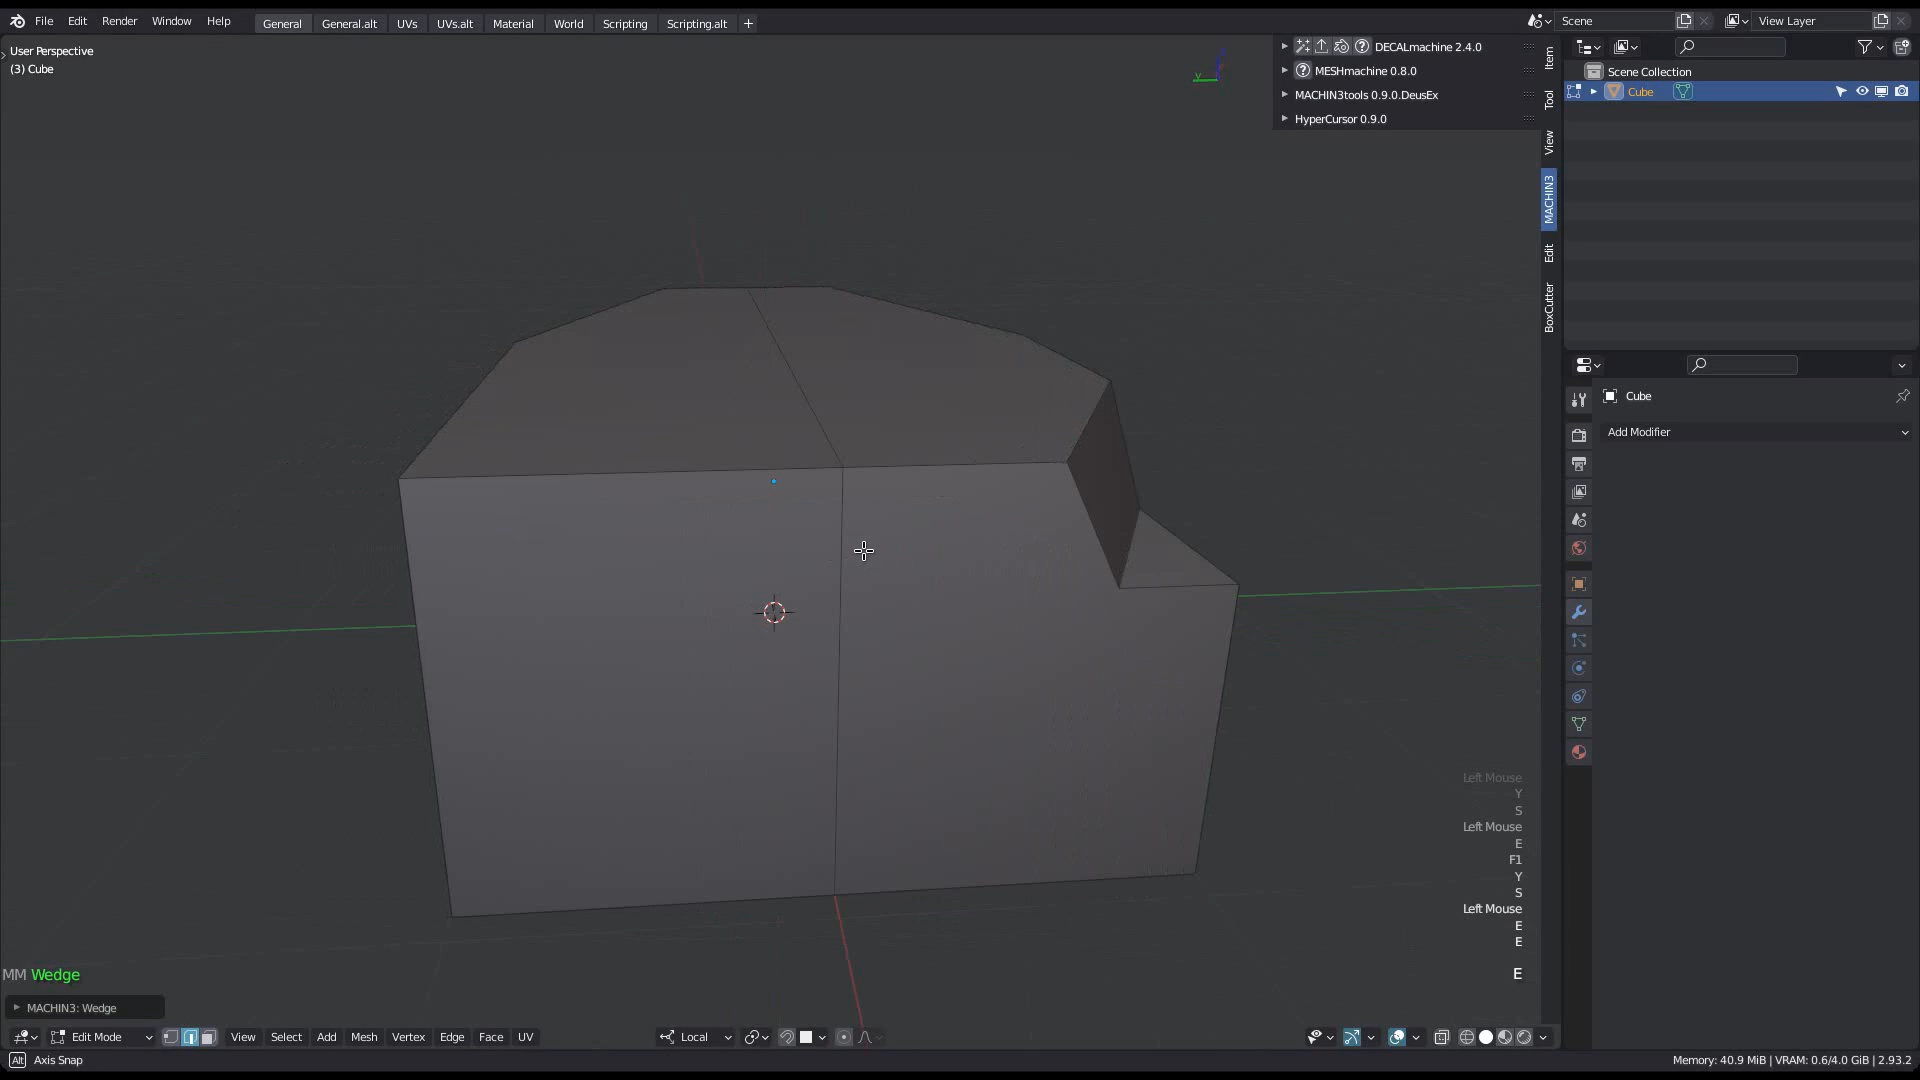 File Edit Render Window Help General General.alt UVs UVs.alt Material World Scripting Scripting.alt + Scene View Layer
User Perspective
(3) Cube
Y
DECALmachine 2.4.0
MESHmachine 0.8.0
MACHIN3tools 0.9.0.DeusEx
HyperCursor 0.9.0
Item
Tool
View
MACHIN3
Edit
BoxCutter
Scene Collection
Cube
Cube
Add Modifier
Left Mouse
Y
S
Left Mouse
E
F1
Y
S
Left Mouse
E
E
E
MM Wedge
MACHIN3: Wedge
Edit Mode View Select Add Mesh Vertex Edge Face UV Local
Alt Axis Snap
Memory: 40.9 MiB | VRAM: 0.6/4.0 GiB | 2.93.2